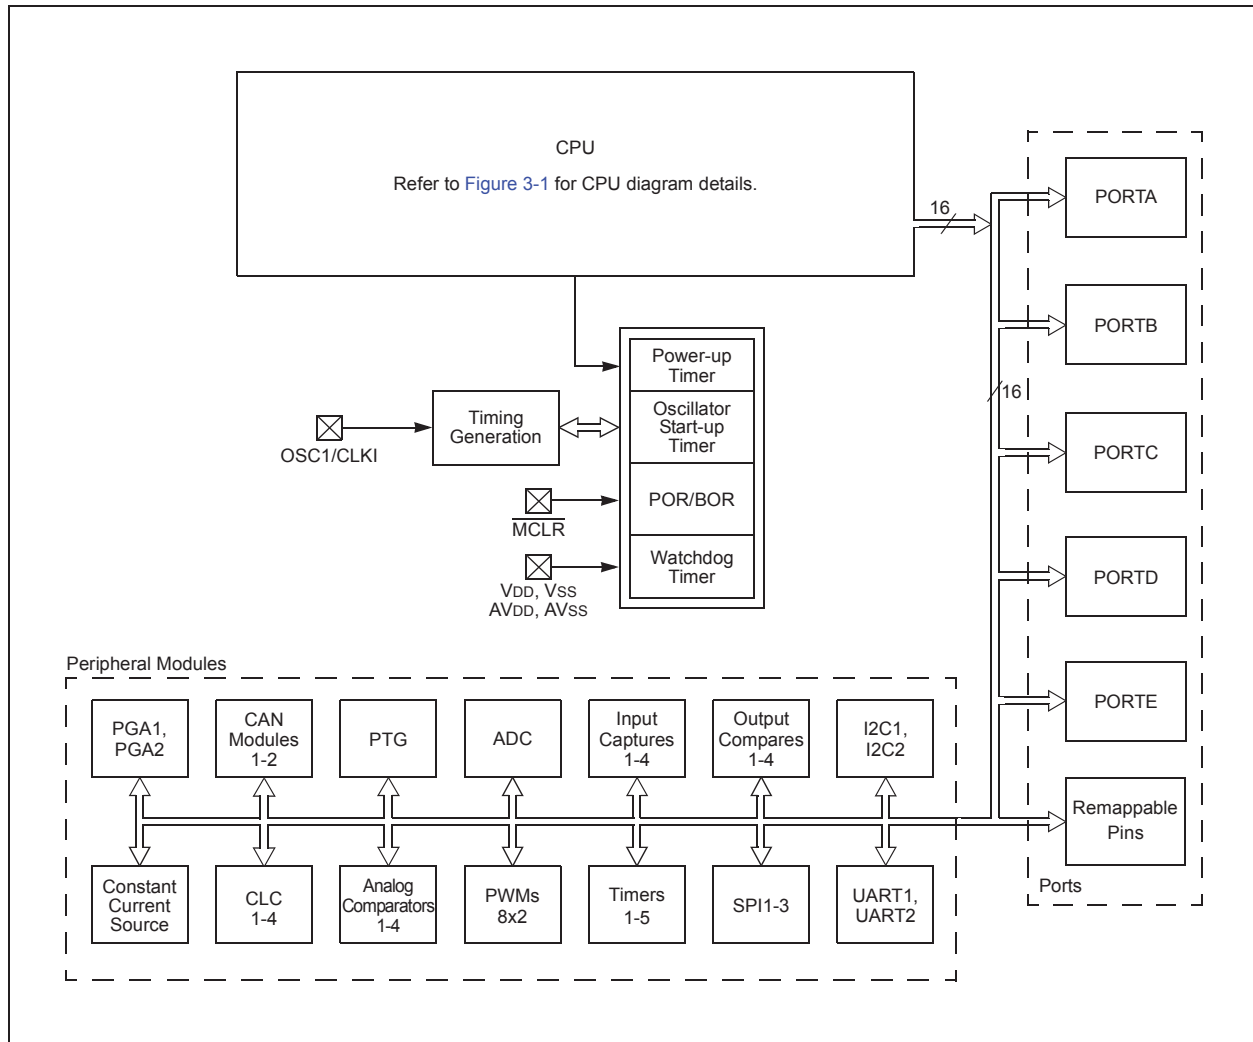 CPU
Refer to Figure 3-1 for CPU diagram details.
16
PORTA
PORTB
16
PORTC
PORTD
PORTE
Remappable
Pins
Ports
Power-up
Timer
Oscillator
Start-up
Timer
POR/BOR
Watchdog
Timer
Timing
Generation
OSC1/CLKI
MCLR
VDD, VSS
AVDD, AVSS
Peripheral Modules
PGA1,
PGA2
CAN
Modules
1-2
PTG
ADC
Input
Captures
1-4
Output
Compares
1-4
I2C1,
I2C2
Constant
Current
Source
CLC
1-4
Analog
Comparators
1-4
PWMs
8x2
Timers
1-5
SPI1-3
UART1,
UART2